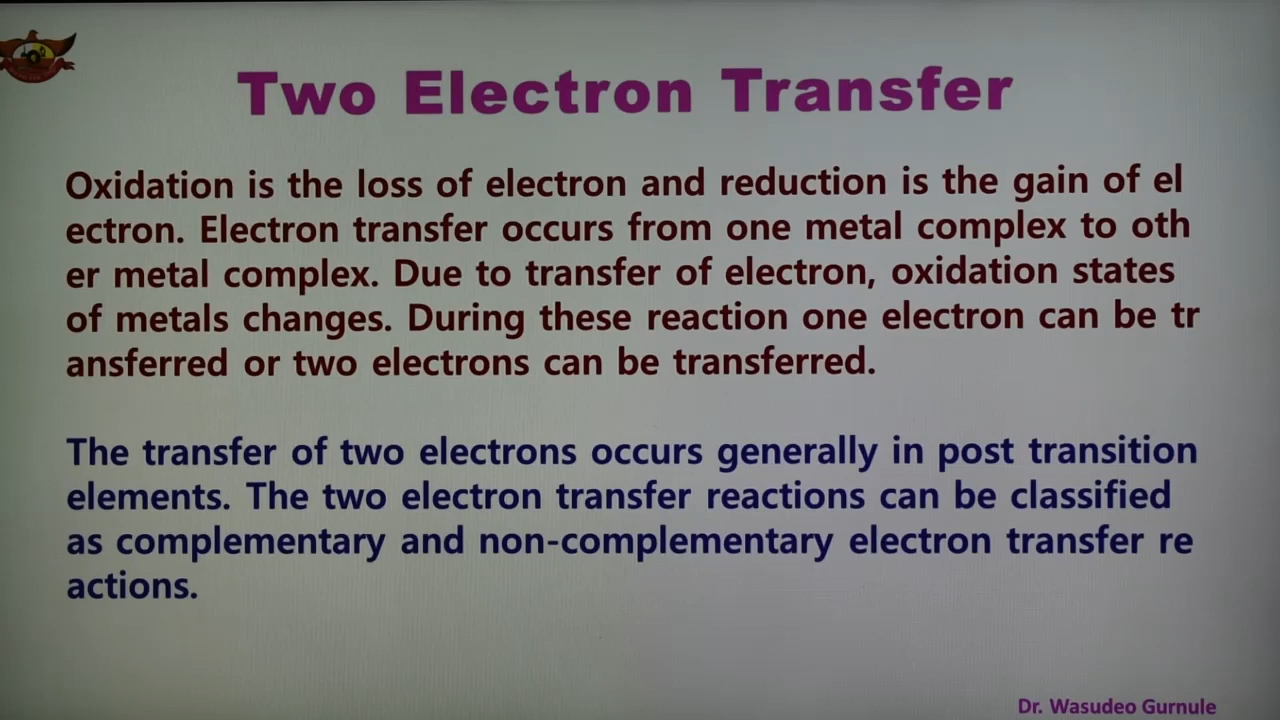 Two Electron Transfer
Oxidation is the loss of electron and reduction is the gain of el
ectron. Electron transfer occurs from one metal complex to oth
er metal complex. Due to transfer of electron, oxidation states
of metals changes. During these reaction one electron can be tr
ansferred or two electrons can be transferred.
The transfer of two electrons occurs generally in post transition
elements. The two electron transfer reactions can be classified
as complementary and non-complementary electron transfer re
actions.
Dr. Wasudeo Gurnule